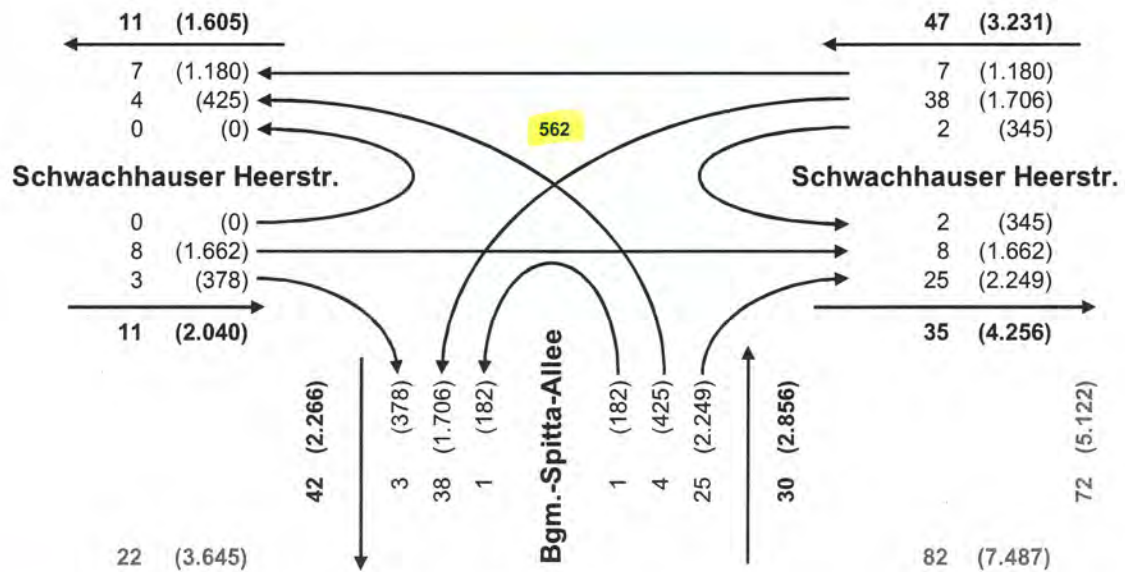 11 (1.605) 47 (3.231)
7 (1.180) 7 (1.180)
4 (425) 38 (1.706)
0 (0) 562 2 (345)
Schwachhauser Heerstr. Schwachhauser Heerstr.
0 (0) 2 (345)
8 (1.662) 8 (1.662)
3 (378) 25 (2.249)
11 (2.040) 35 (4.256)
42 (2.266)
3 (378)
38 (1.706)
1 (182)
Bgm.-Spitta-Allee
1 (182)
4 (425)
25 (2.249)
30 (2.856)
72 (5.122)
22 (3.645) 82 (7.487)